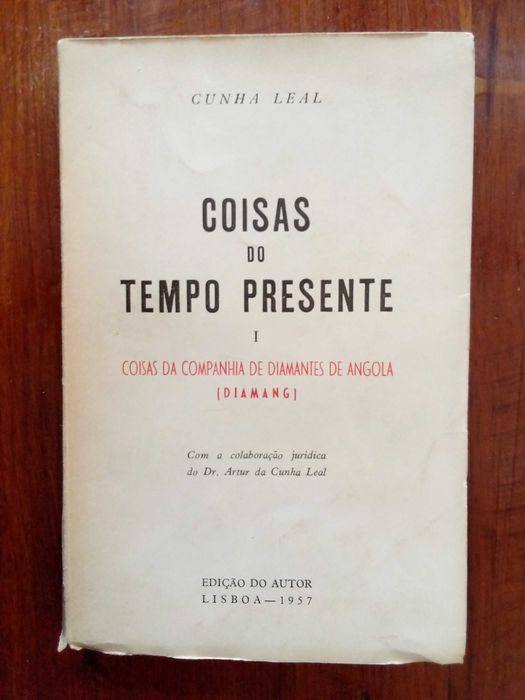 CUNHA LEAL
COISAS
DO
TEMPO PRESENTE
I
COISAS DA COMPANHIA DE DIAMANTES DE ANGOLA
(DIAMANG)
Com a colaboração jurídica
do Dr. Artur da Cunha Leal
EDIÇÃO DO AUTOR
LISBOA—1957